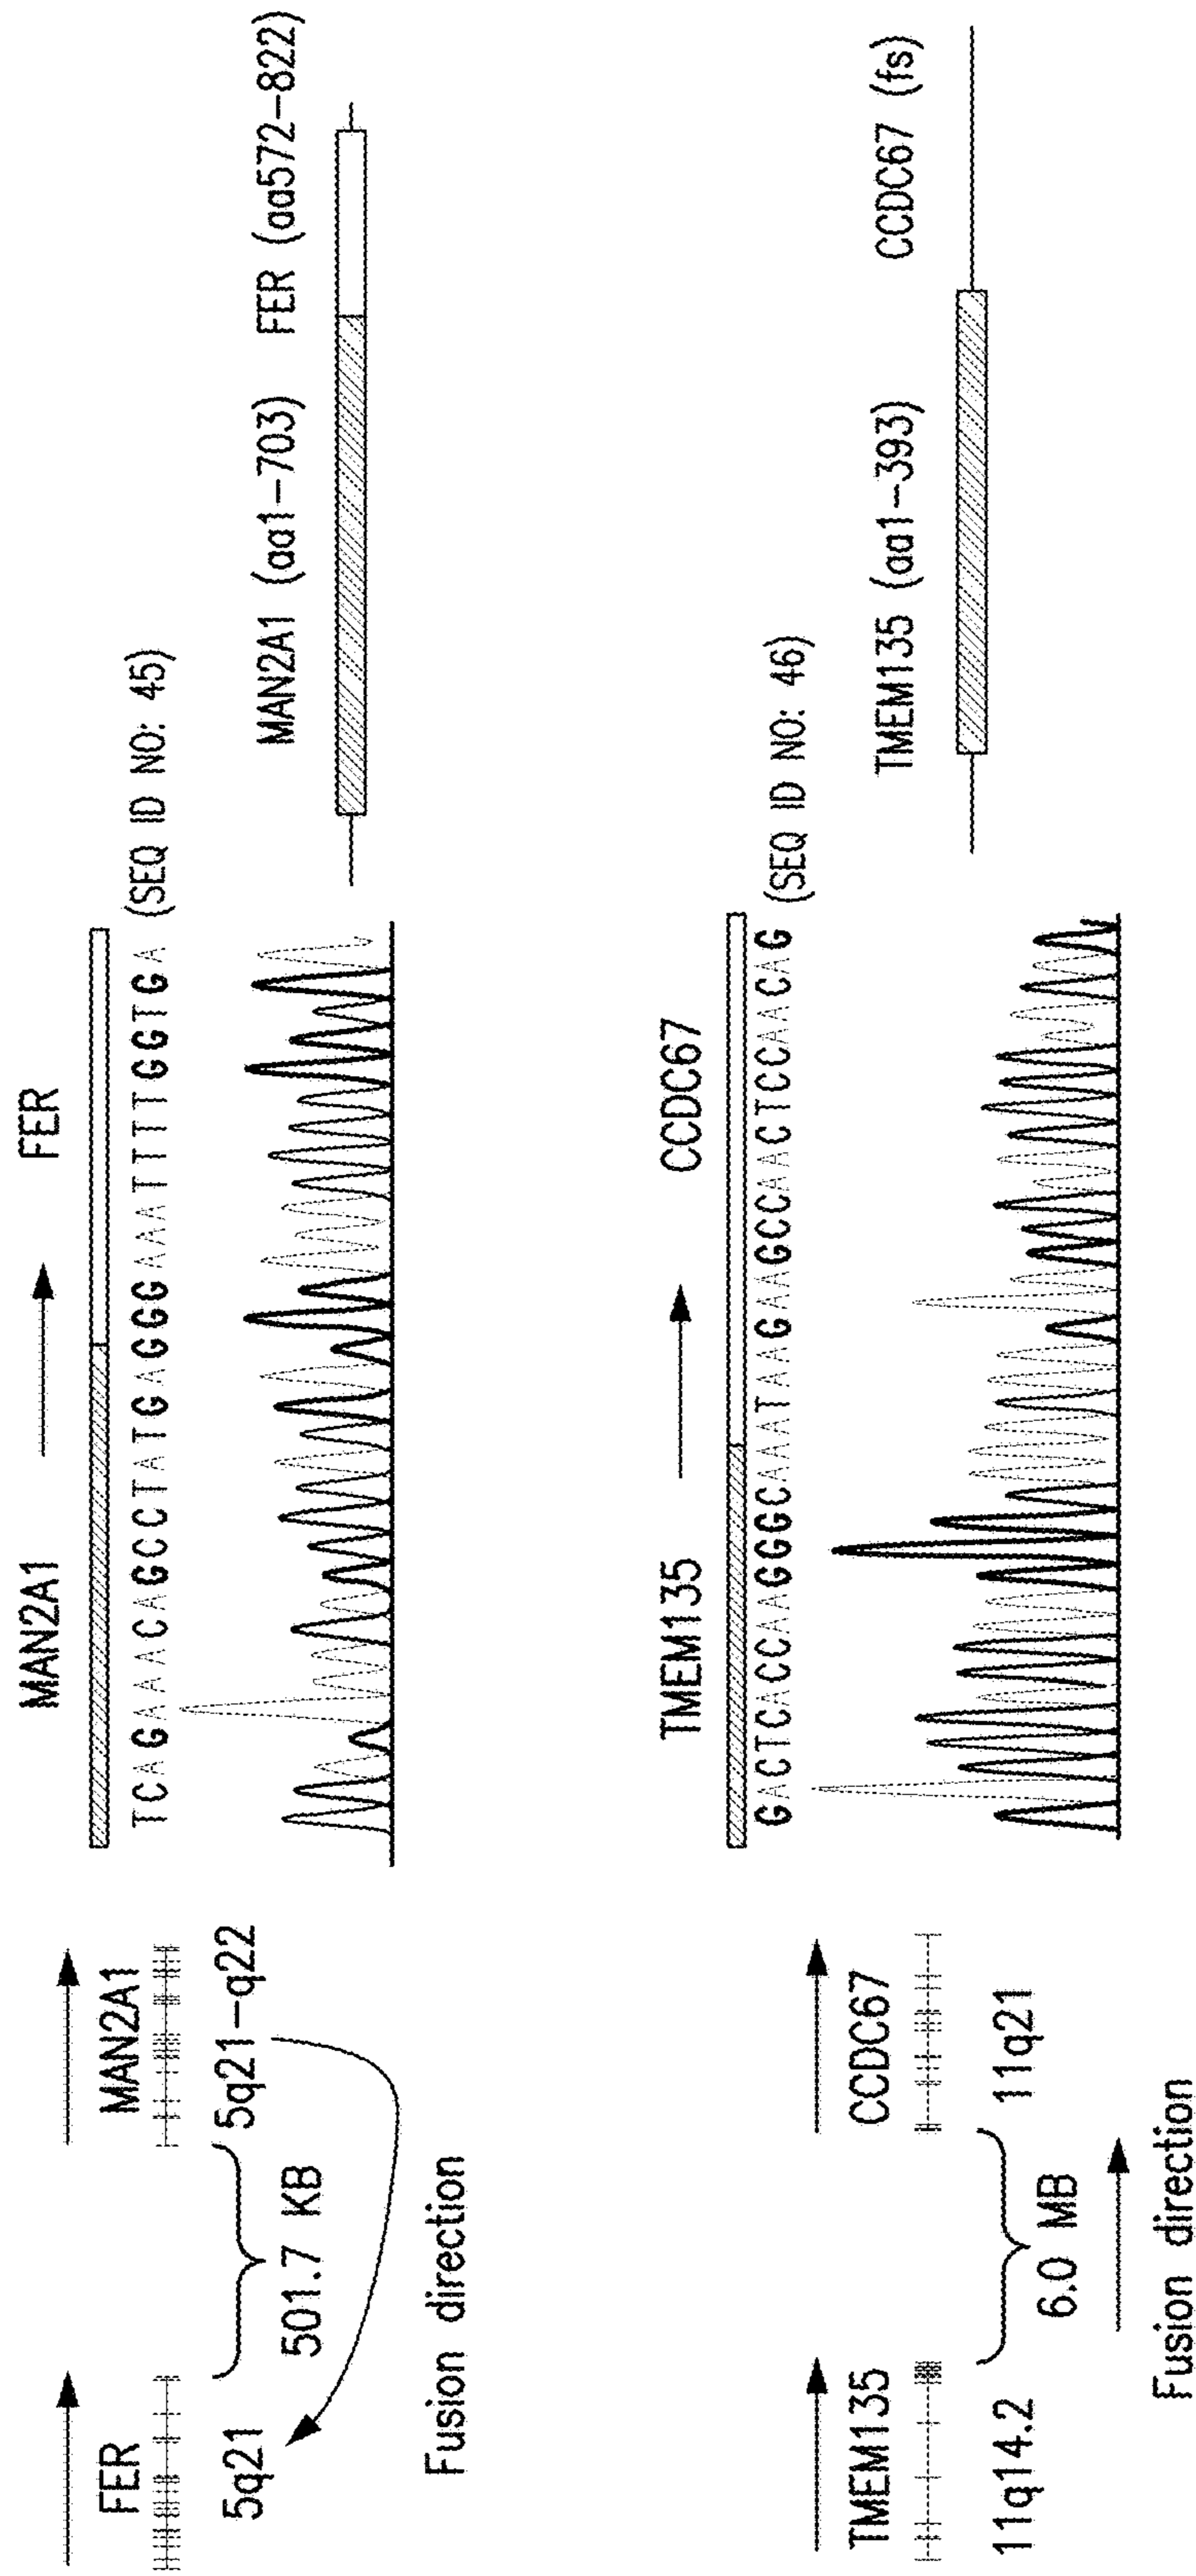 FER
MAN2A1
5q21
5q21-q22
501.7 KB
Fusion direction
MAN2A1
FER
TCAGAAACAGCCTATGAGGGAAATTTTGGTGA (SEQ ID NO: 45)
MAN2A1 (aa1-703) FER (aa572-822)
TMEM135
CCDC67
11q14.2
11q21
6.0 MB
Fusion direction
TMEM135
CCDC67
GACTCACCAAGGGCAAATAAGAAGCCAACTCCAACAG
(SEQ ID NO: 46)
TMEM135 (aa1-393) CCDC67 (fs)